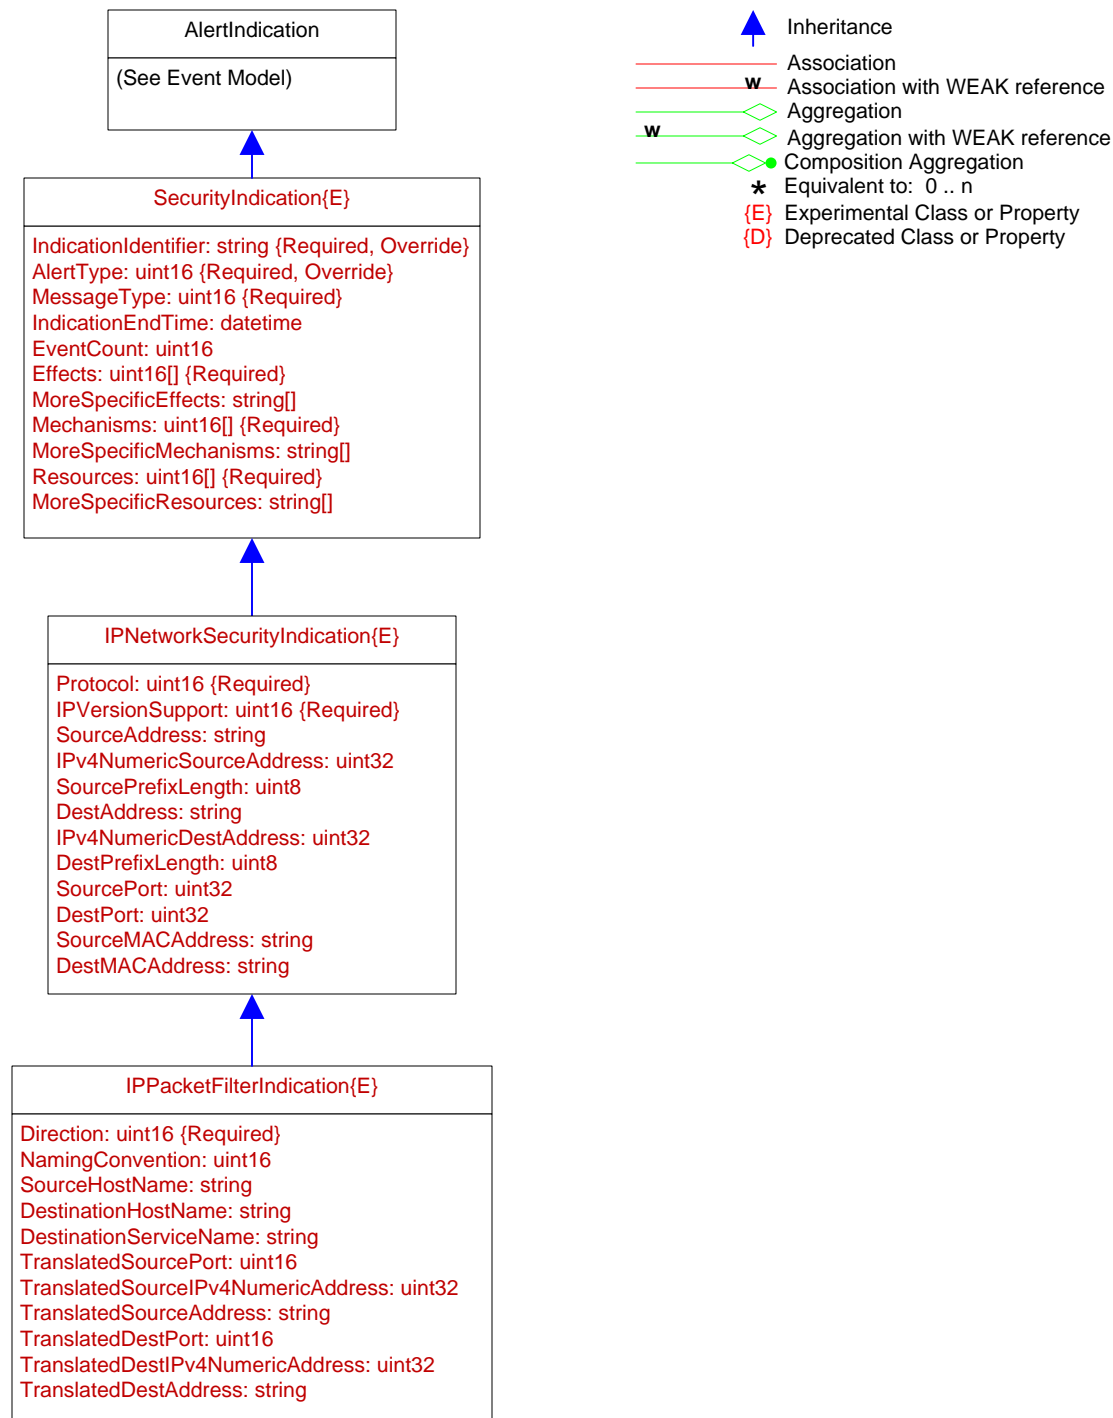 AlertIndication
(See Event Model)
SecurityIndication{E}
IndicationIdentifier: string {Required, Override}
AlertType: uint16 {Required, Override}
MessageType: uint16 {Required}
IndicationEndTime: datetime
EventCount: uint16
Effects: uint16[] {Required}
MoreSpecificEffects: string[]
Mechanisms: uint16[] {Required}
MoreSpecificMechanisms: string[]
Resources: uint16[] {Required}
MoreSpecificResources: string[]
IPNetworkSecurityIndication{E}
Protocol: uint16 {Required}
IPVersionSupport: uint16 {Required}
SourceAddress: string
IPv4NumericSourceAddress: uint32
SourcePrefixLength: uint8
DestAddress: string
IPv4NumericDestAddress: uint32
DestPrefixLength: uint8
SourcePort: uint32
DestPort: uint32
SourceMACAddress: string
DestMACAddress: string
IPPacketFilterIndication{E}
Direction: uint16 {Required}
NamingConvention: uint16
SourceHostName: string
DestinationHostName: string
DestinationServiceName: string
TranslatedSourcePort: uint16
TranslatedSourceIPv4NumericAddress: uint32
TranslatedSourceAddress: string
TranslatedDestPort: uint16
TranslatedDestIPv4NumericAddress: uint32
TranslatedDestAddress: string
Inheritance
Association
w Association with WEAK reference
Aggregation
w Aggregation with WEAK reference
Composition Aggregation
* Equivalent to: 0 .. n
{E} Experimental Class or Property
{D} Deprecated Class or Property